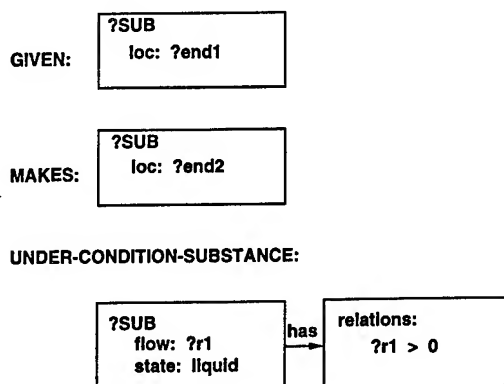 ?SUB
GIVEN:
loc: ?end1
?SUB
MAKES:
loc: ?end2
UNDER-CONDITION-SUBSTANCE:
?SUB
flow: ?r1
state: liquid
has
relations:
?r1 > 0